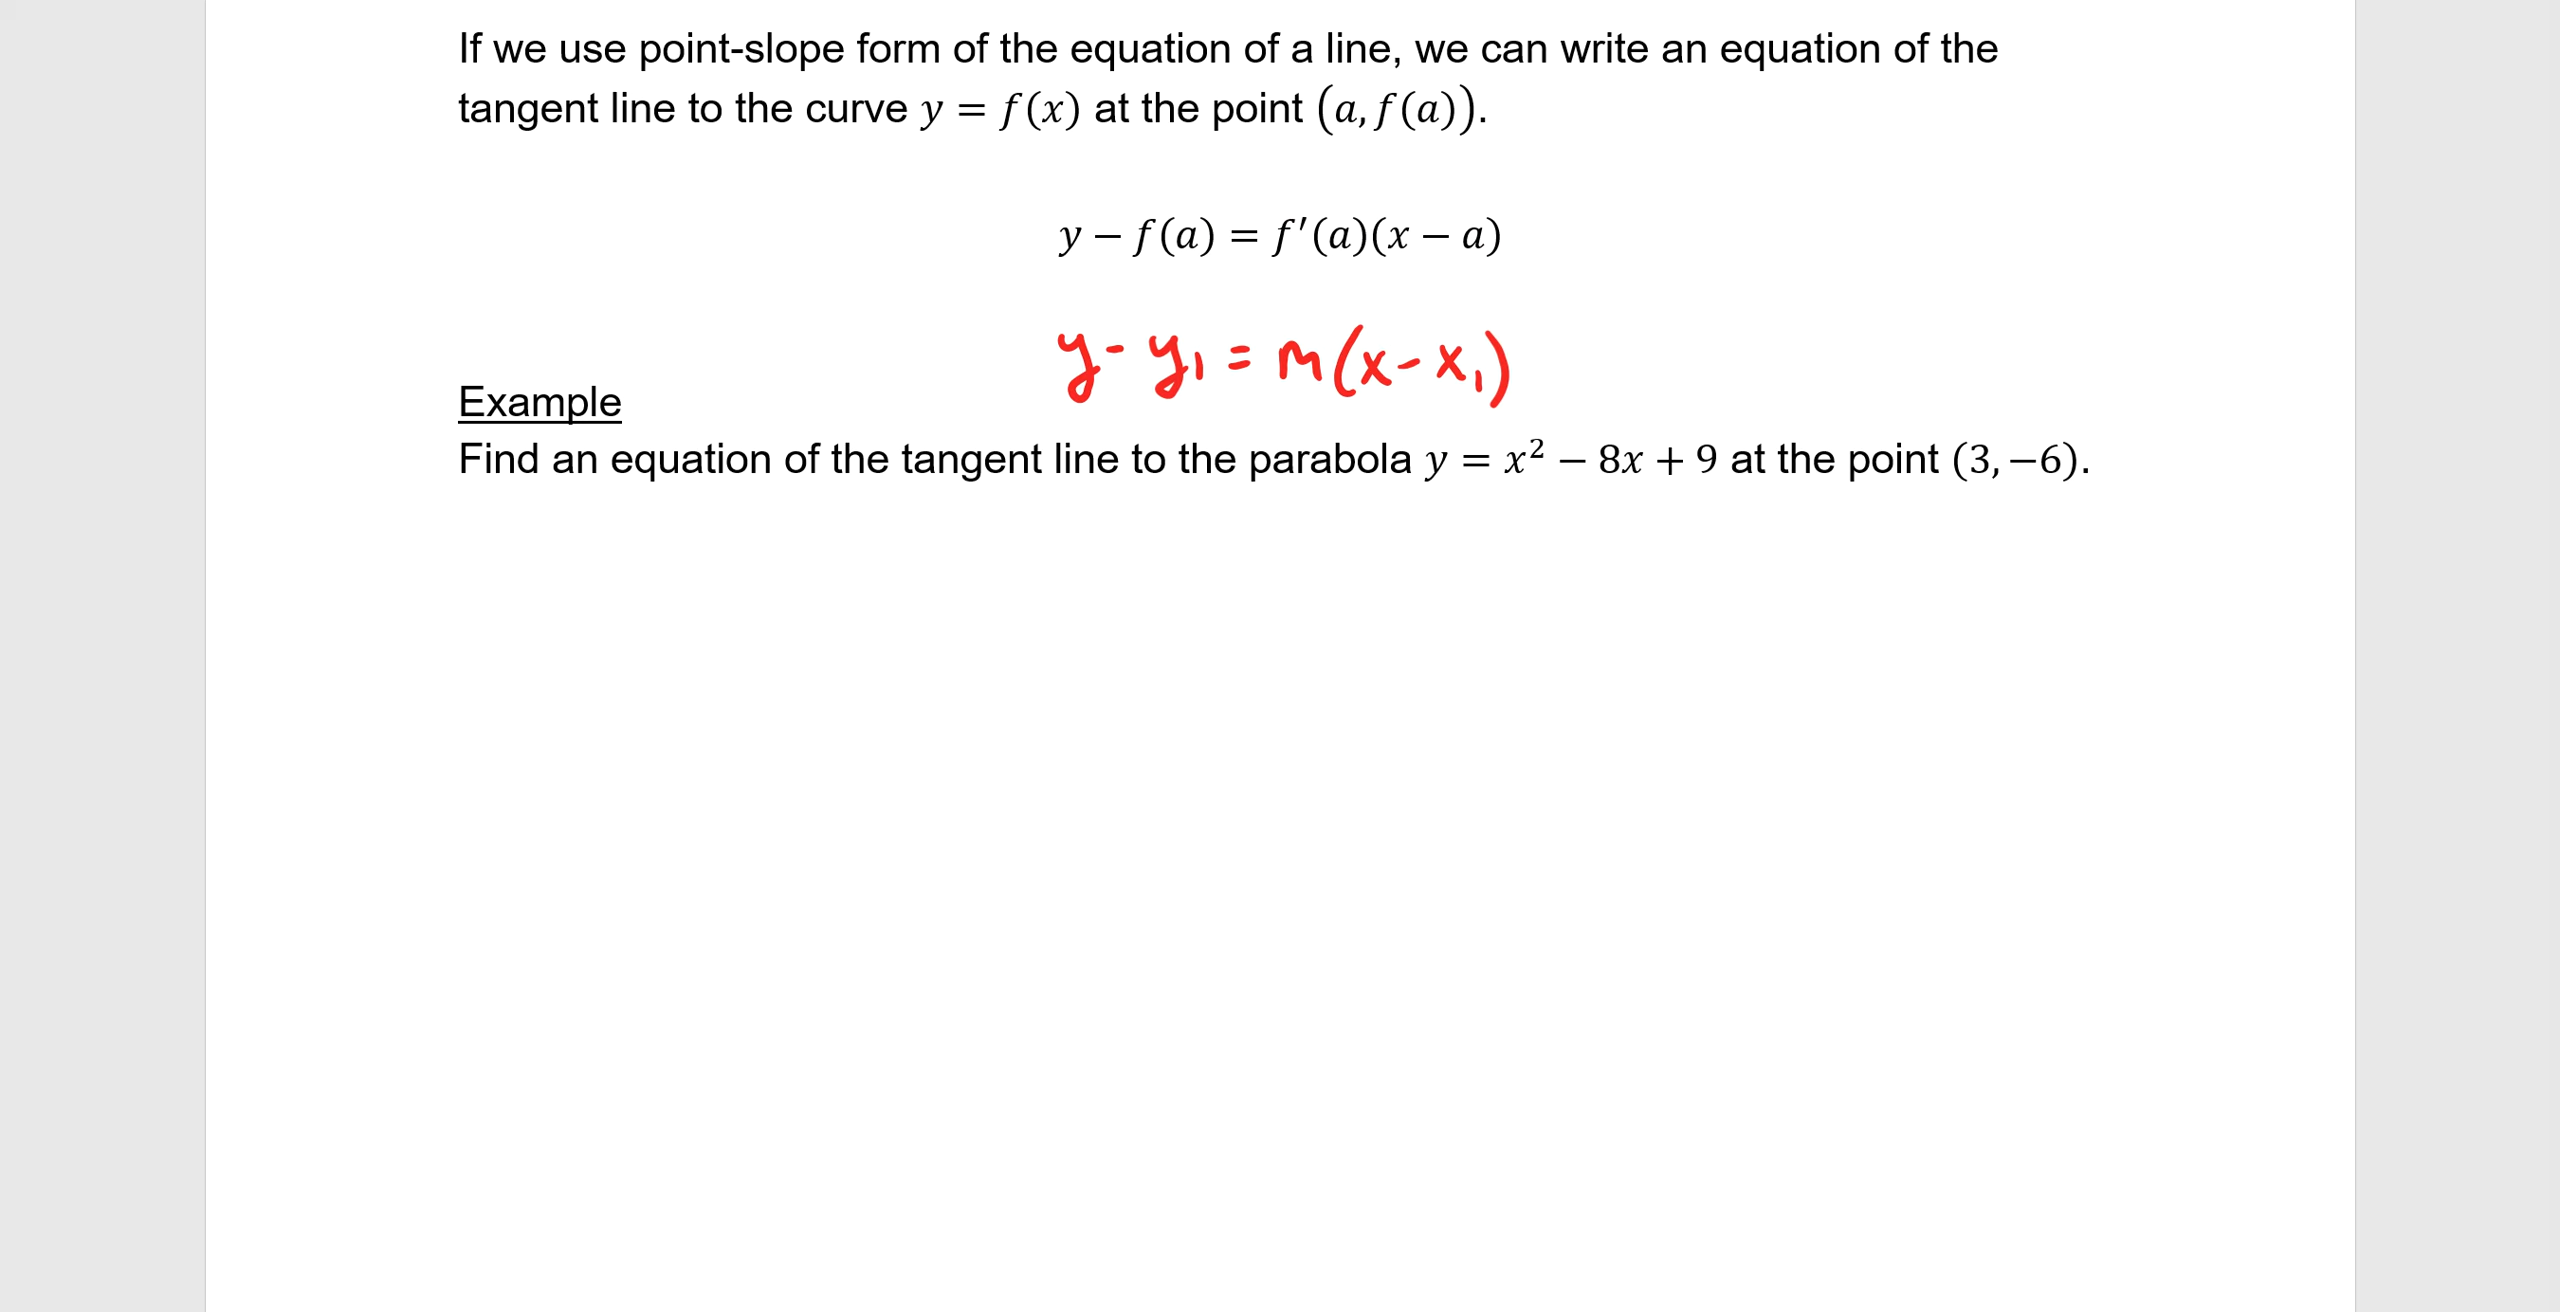 If we use point-slope form of the equation of a line, we can write an equation of the
tangent line to the curve y = f(x) at the point (a, f(a)).
y − f(a) = f′(a)(x − a)
y - y₁ = m(x - x₁)
Example
Find an equation of the tangent line to the parabola y = x² − 8x + 9 at the point (3, −6).